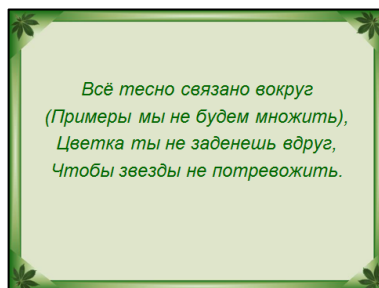 Всё тесно связано вокруг
(Примеры мы не будем множить),
Цветка ты не заденешь вдруг,
Чтобы звезды не потревожить.